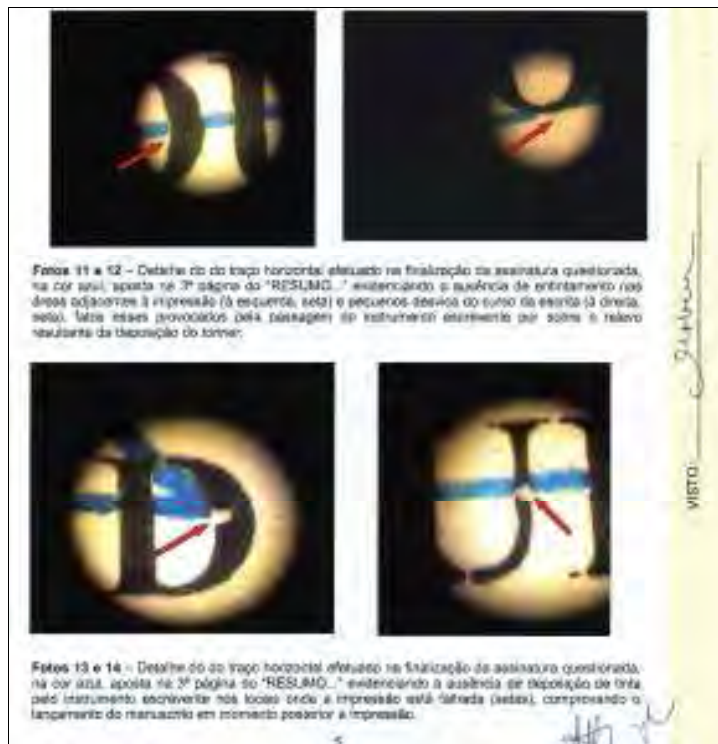 Fotos 11 e 12 – Detalhe do do traço horizontal efetuado na finalização da assinatura questionada,
na cor azul, aposta na 3ª página do "RESUMO..." evidenciando a ausência de entintamento nas
áreas adjacentes à impressão (à esquerda, seta) e pequenos desvios do curso da escrita (à direita,
seta), fatos esses provocados pela passagem do instrumento escrevente por sobre o relevo
resultante da deposição do tonner.
D
J
Fotos 13 e 14 – Detalhe do do traço horizontal efetuado na finalização da assinatura questionada,
na cor azul, aposta na 3ª página do "RESUMO..." evidenciando a ausência de deposição de tinta
pelo instrumento escrevente nos locais onde a impressão está falhada (setas), comprovando o
lançamento do manuscrito em momento posterior a impressão.
5
VISTO: